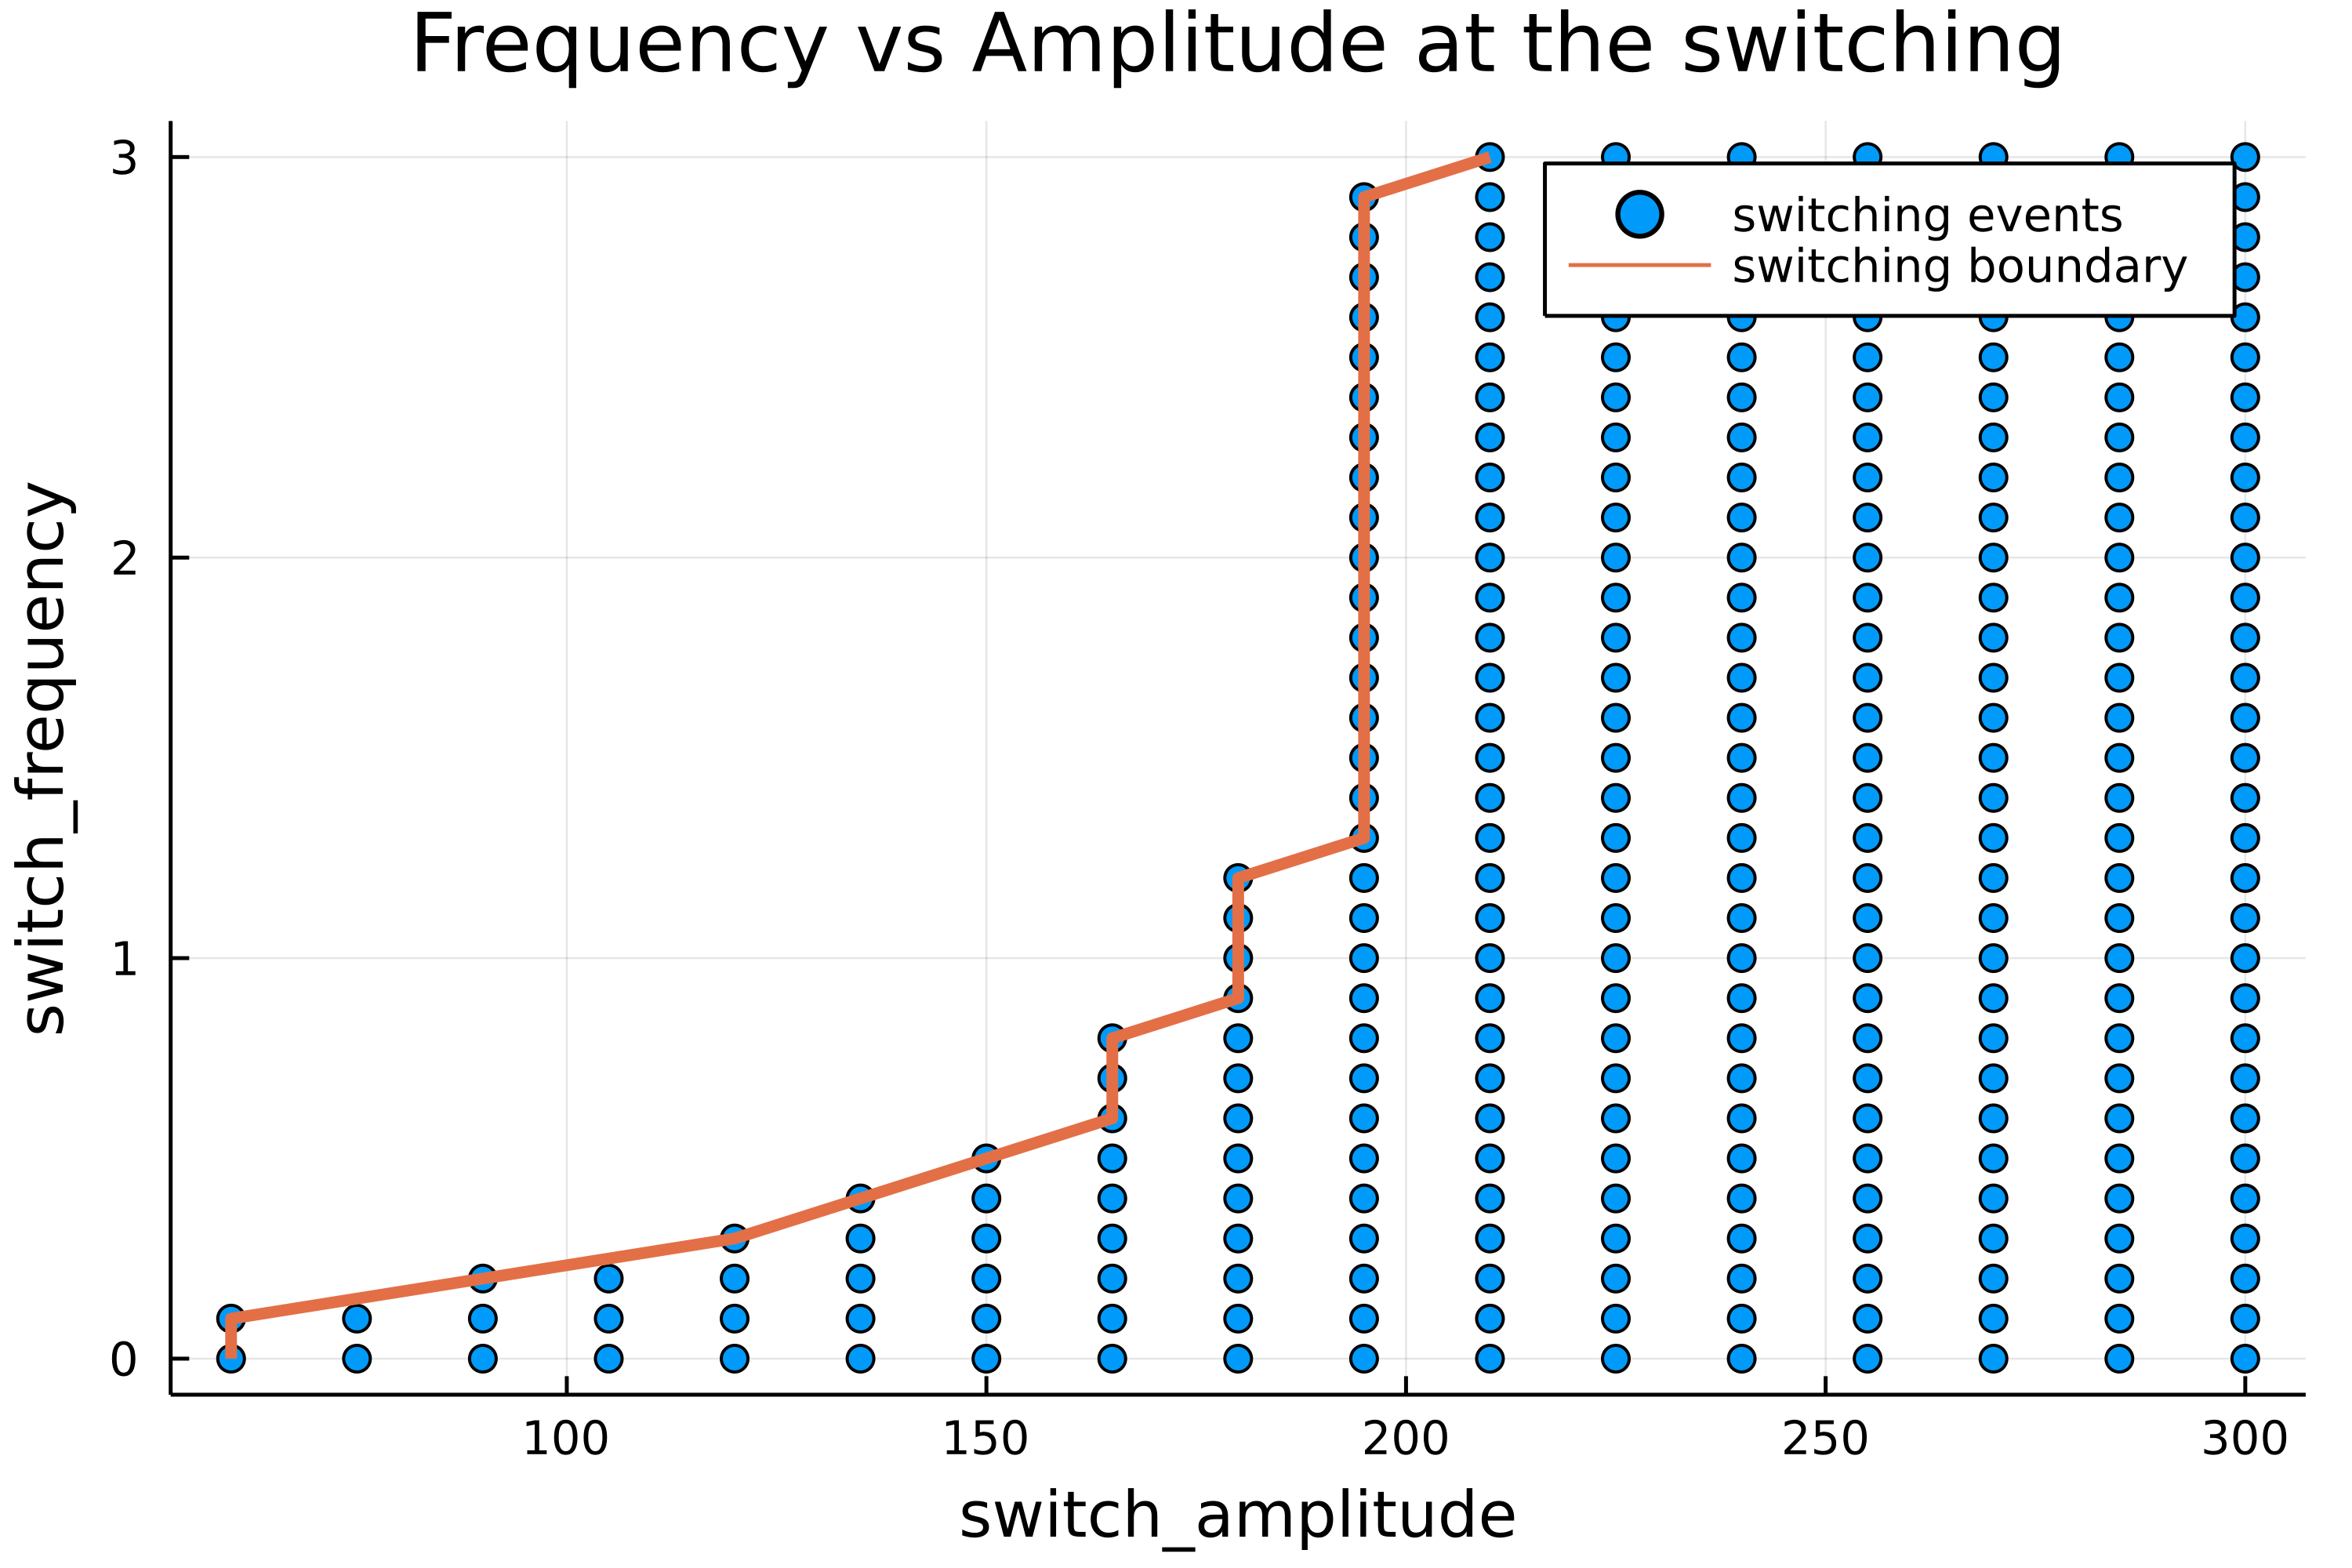 Frequency vs Amplitude at the switching
switching events
switching boundary
3
2
1
0
switch_frequency
100
150
200
250
300
switch_amplitude